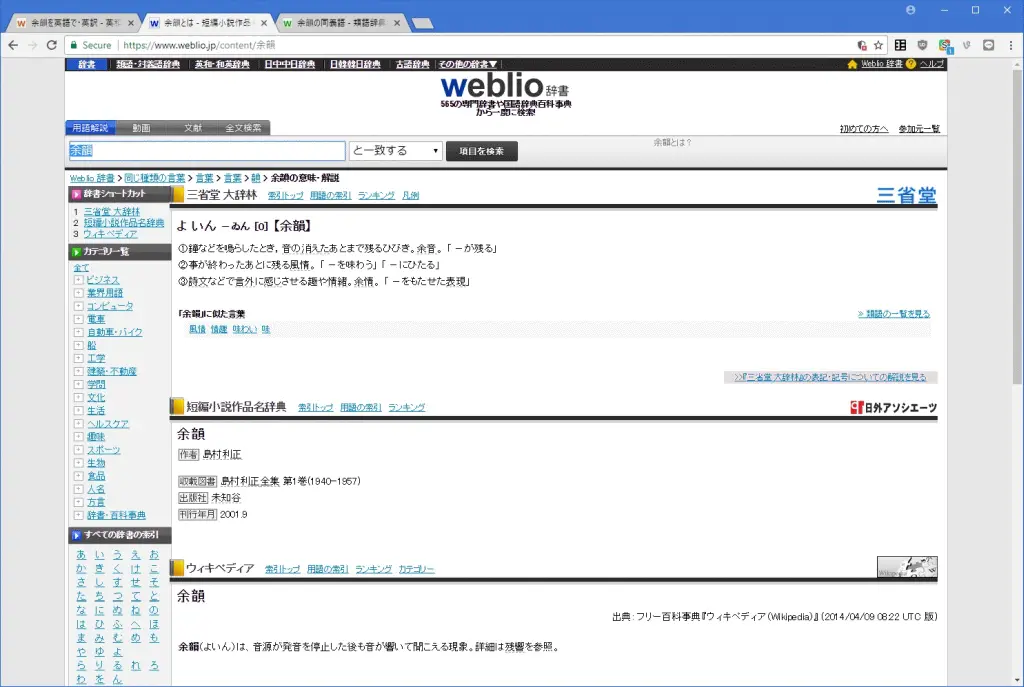 余韻を英語で・英訳 - 英和
余韻とは - 短編小説作品
余韻の同義語 - 類語辞典
Secure
https://www.weblio.jp/content/余韻
辞書 類語・対義語辞典 英和・和英辞典 日中中日辞典 日韓韓日辞典 古語辞典 その他の辞書▼
Weblio 辞書 ヘルプ
weblio辞書
565の専門辞書や国語辞典百科事典
から一度に検索!
用語解説 動画 文献 全文検索
初めての方へ 参加元一覧
余韻
と一致する
項目を検索
余韻とは?
Weblio 辞書 > 同じ種類の言葉 > 言葉 > 言葉 > 韻 > 余韻の意味・解説
辞書ショートカット
1 三省堂 大辞林
2 短編小説作品名辞典
3 ウィキペディア
カテゴリ一覧
全て
ビジネス
業界用語
コンピュータ
電車
自動車・バイク
船
工学
建築・不動産
学問
文化
生活
ヘルスケア
趣味
スポーツ
生物
食品
人名
方言
辞書・百科事典
すべての辞書の索引
あ い う え お
か き く け こ
さ し す せ そ
た ち つ て と
な に ぬ ね の
は ひ ふ へ ほ
ま み む め も
や ゆ よ
ら り る れ ろ
わ を ん
三省堂 大辞林 索引トップ 用語の索引 ランキング 凡例
三省堂
よいん －ゐん [0]【余韻】
①鐘などを鳴らしたとき，音の消えたあとまで残るひびき。余音。「－が残る」
②事が終わったあとに残る風情。「－を味わう」「－にひたる」
③詩文などで言外に感じさせる趣や情緒。余情。「－をもたせた表現」
「余韻」に似た言葉
» 類語の一覧を見る
風情 情趣 味わい 味
>>『三省堂 大辞林』の表記・記号についての解説を見る
短編小説作品名辞典 索引トップ 用語の索引 ランキング
日外アソシエーツ
余韻
作者 島村利正
収載図書 島村利正全集 第1巻(1940-1957)
出版社 未知谷
刊行年月 2001.9
ウィキペディア 索引トップ 用語の索引 ランキング カテゴリー
余韻
出典: フリー百科事典『ウィキペディア(Wikipedia)』 (2014/04/09 08:22 UTC 版)
余韻(よいん)は、音源が発音を停止した後も音が響いて聞こえる現象。詳細は残響を参照。